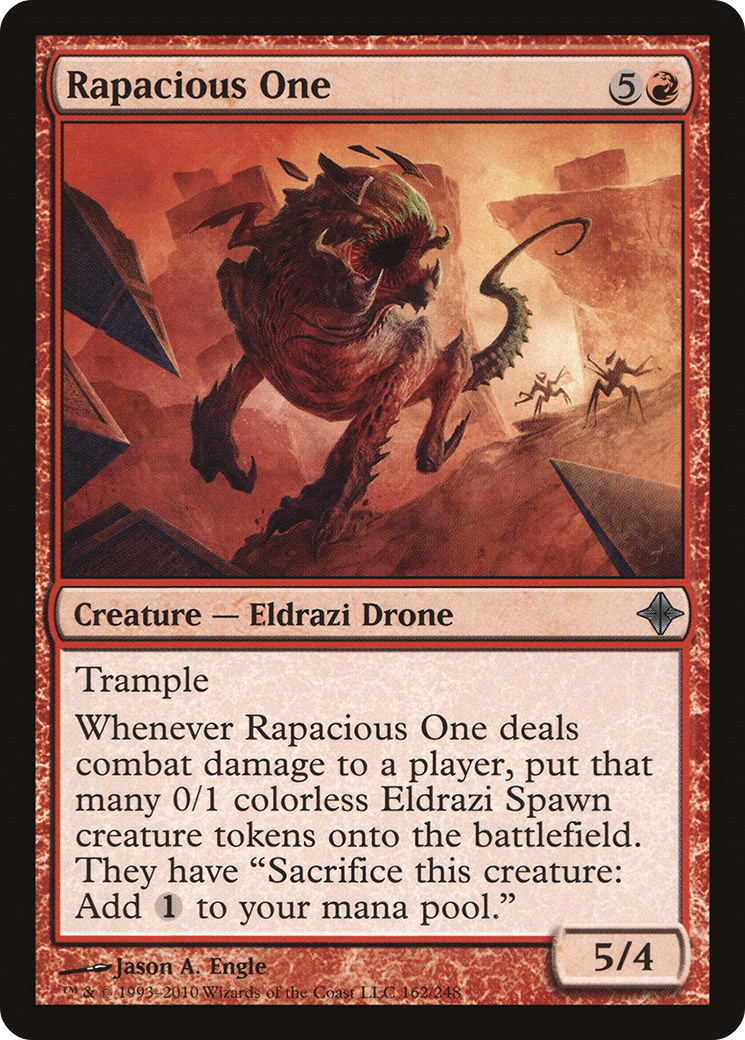 Rapacious One 5
Creature — Eldrazi Drone
Trample
Whenever Rapacious One deals
combat damage to a player, put that
many 0/1 colorless Eldrazi Spawn
creature tokens onto the battlefield.
They have “Sacrifice this creature:
Add 1 to your mana pool.”
5/4
Jason A. Engle
™ & © 1993–2010 Wizards of the Coast LLC 162/248